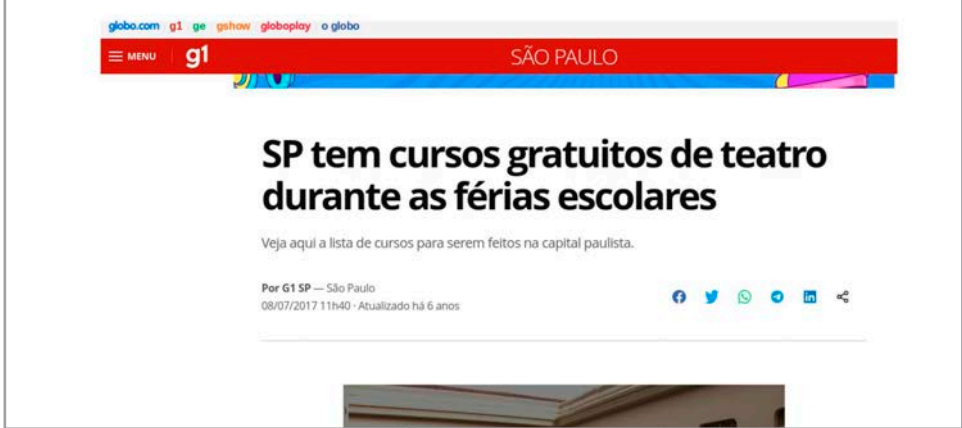 globo.com g1 ge gshow globoplay o globo
MENU g1 SÃO PAULO
SP tem cursos gratuitos de teatro
durante as férias escolares
Veja aqui a lista de cursos para serem feitos na capital paulista.
Por G1 SP — São Paulo
08/07/2017 11h40 · Atualizado há 6 anos